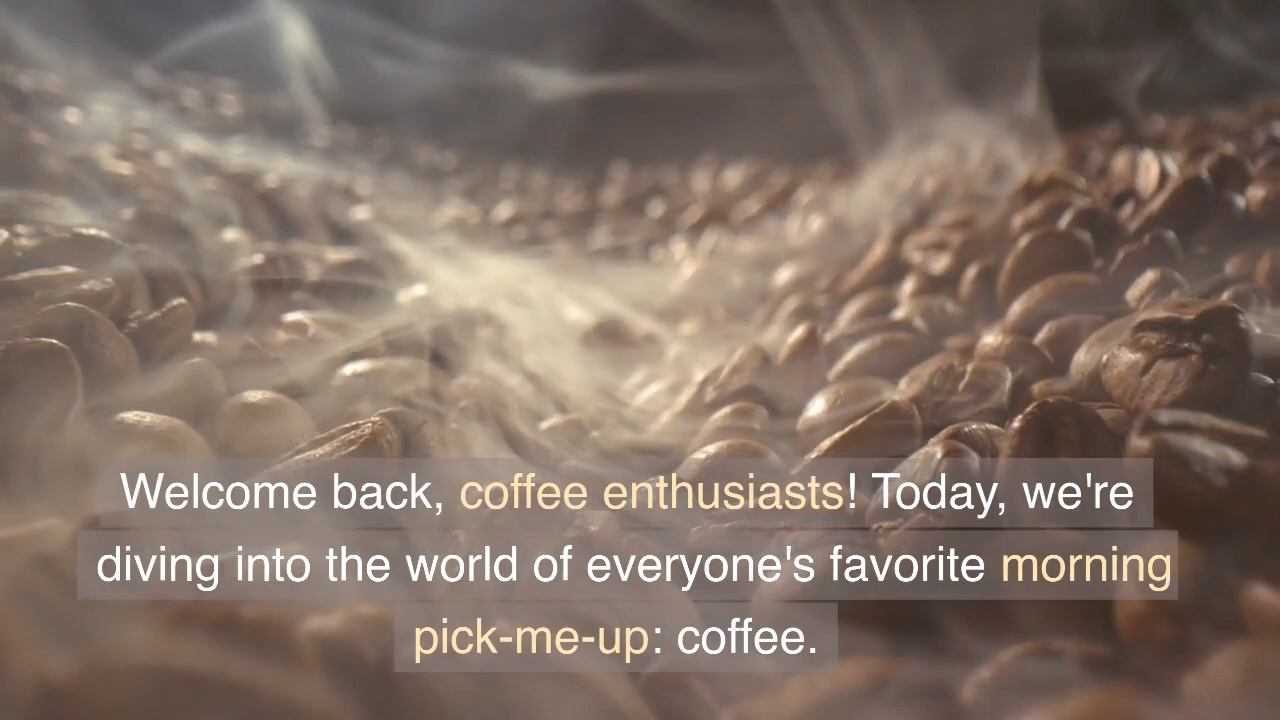 Welcome back, coffee enthusiasts! Today, we're
diving into the world of everyone's favorite morning
pick-me-up: coffee.